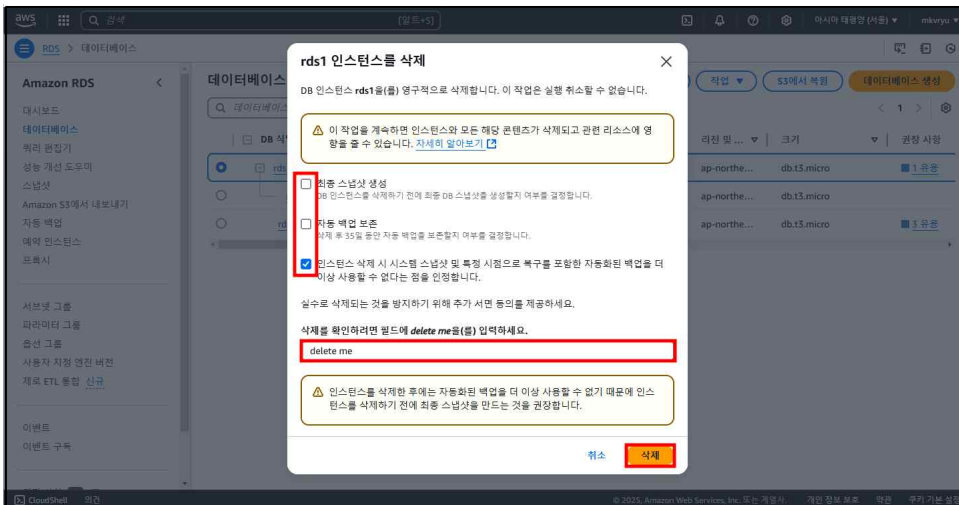 aws
검색
[알트+S]
아시아 태평양 (서울)
mkvryu
RDS > 데이터베이스
Amazon RDS
대시보드
데이터베이스
쿼리 편집기
성능 개선 도우미
스냅샷
Amazon S3에서 내보내기
자동 백업
예약 인스턴스
프록시
서브넷 그룹
파라미터 그룹
옵션 그룹
사용자 지정 엔진 버전
제로 ETL 통합 신규
이벤트
이벤트 구독
데이터베이스
작업
S3에서 복원
데이터베이스 생성
데이터베이스
1
DB 식
리전 및 ...
크기
권장 사항
rds
ap-northe...
db.t3.micro
1 유용
ap-northe...
db.t3.micro
rd
ap-northe...
db.t3.micro
3 유용
rds1 인스턴스를 삭제
DB 인스턴스 rds1을(를) 영구적으로 삭제합니다. 이 작업은 실행 취소할 수 없습니다.
이 작업을 계속하면 인스턴스와 모든 해당 콘텐츠가 삭제되고 관련 리소스에 영
향을 줄 수 있습니다. 자세히 알아보기
최종 스냅샷 생성
DB 인스턴스를 삭제하기 전에 최종 DB 스냅샷을 생성할지 여부를 결정합니다.
자동 백업 보존
삭제 후 35일 동안 자동 백업을 보존할지 여부를 결정합니다.
인스턴스 삭제 시 시스템 스냅샷 및 특정 시점으로 복구를 포함한 자동화된 백업을 더
이상 사용할 수 없다는 점을 인정합니다.
실수로 삭제되는 것을 방지하기 위해 추가 서면 동의를 제공하세요.
삭제를 확인하려면 필드에 delete me을(를) 입력하세요.
delete me
인스턴스를 삭제한 후에는 자동화된 백업을 더 이상 사용할 수 없기 때문에 인스
턴스를 삭제하기 전에 최종 스냅샷을 만드는 것을 권장합니다.
취소
삭제
CloudShell
의견
© 2025, Amazon Web Services, Inc. 또는 계열사.
개인 정보 보호
약관
쿠키 기본 설정